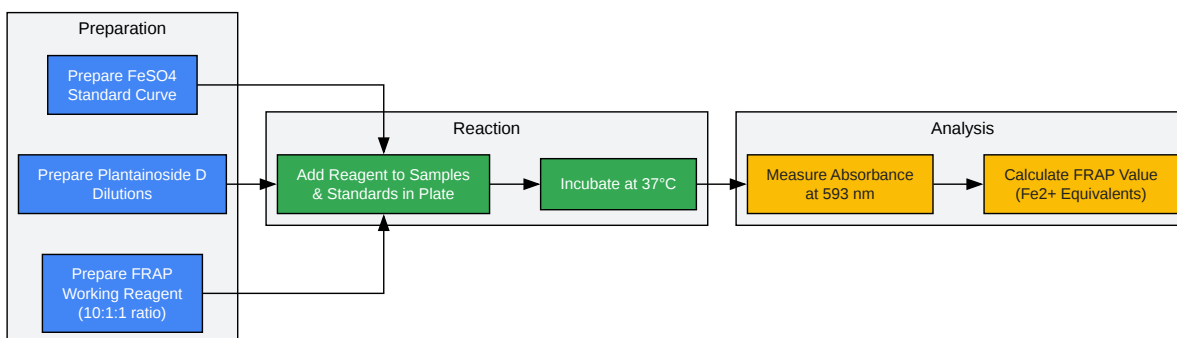 Preparation
Prepare FeSO4
Standard Curve
Prepare Plantainoside D
Dilutions
Prepare FRAP
Working Reagent
(10:1:1 ratio)
Reaction
Add Reagent to Samples
& Standards in Plate
Incubate at 37°C
Analysis
Measure Absorbance
at 593 nm
Calculate FRAP Value
(Fe2+ Equivalents)